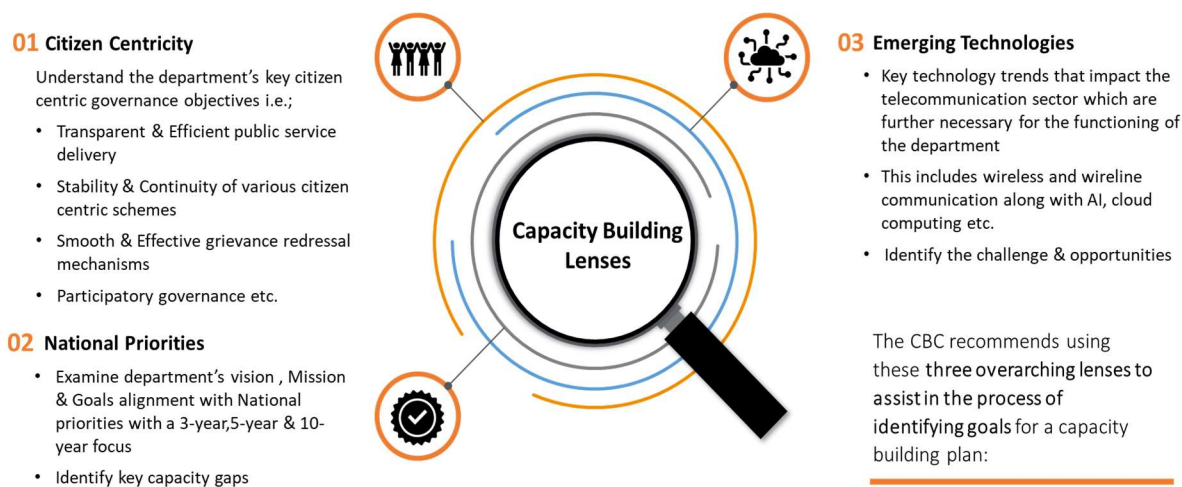 01 Citizen Centricity
Understand the department's key citizen
centric governance objectives i.e.;
• Transparent & Efficient public service
delivery
• Stability & Continuity of various citizen
centric schemes
• Smooth & Effective grievance redressal
mechanisms
• Participatory governance etc.
02 National Priorities
• Examine department's vision , Mission
& Goals alignment with National
priorities with a 3-year,5-year & 10-
year focus
• Identify key capacity gaps
Capacity Building
Lenses
03 Emerging Technologies
• Key technology trends that impact the
telecommunication sector which are
further necessary for the functioning of
the department
• This includes wireless and wireline
communication along with AI, cloud
computing etc.
• Identify the challenge & opportunities
The CBC recommends using
these three overarching lenses to
assist in the process of
identifying goals for a capacity
building plan: